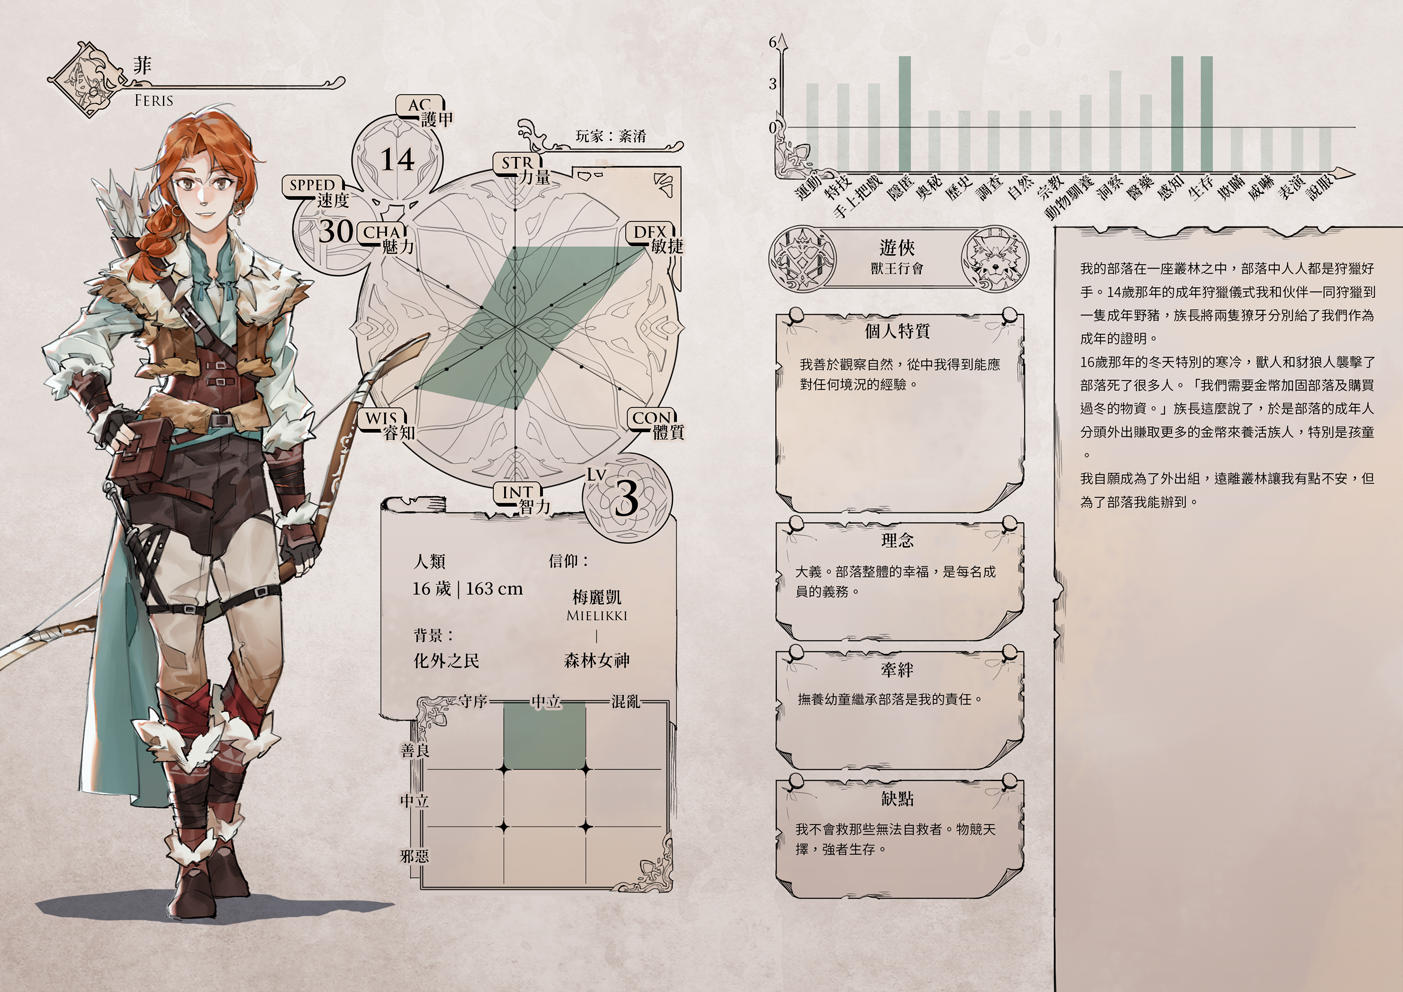 菲
FERIS
AC
護甲
14
SPPED
速度
30
玩家：紊淆
STR
力量
DEX
敏捷
CHA
魅力
WIS
睿知
CON
體質
INT
智力
LV
3
人類
16 歲 | 163 cm
背景：
化外之民
信仰：
梅麗凱
MIELIKKI
|
森林女神
守序 中立 混亂
善良
中立
邪惡
6
3
0
運動 特技 手上把戲 隱匿 奧秘 歷史 調查 自然 宗教 動物馴養 洞察 醫藥 感知 生存 欺瞞 威嚇 表演 說服
遊俠
獸王行會
個人特質
我善於觀察自然，從中我得到能應
對任何境況的經驗。
理念
大義。部落整體的幸福，是每名成
員的義務。
牽絆
撫養幼童繼承部落是我的責任。
缺點
我不會救那些無法自救者。物競天
擇，強者生存。
我的部落在一座叢林之中，部落中人人都是狩獵好
手。14歲那年的成年狩獵儀式我和伙伴一同狩獵到
一隻成年野豬，族長將兩隻獠牙分別給了我們作為
成年的證明。
16歲那年的冬天特別的寒冷，獸人和豺狼人襲擊了
部落死了很多人。「我們需要金幣加固部落及購買
過冬的物資。」族長這麼說了，於是部落的成年人
分頭外出賺取更多的金幣來養活族人，特別是孩童
。
我自願成為了外出組，遠離叢林讓我有點不安，但
為了部落我能辦到。